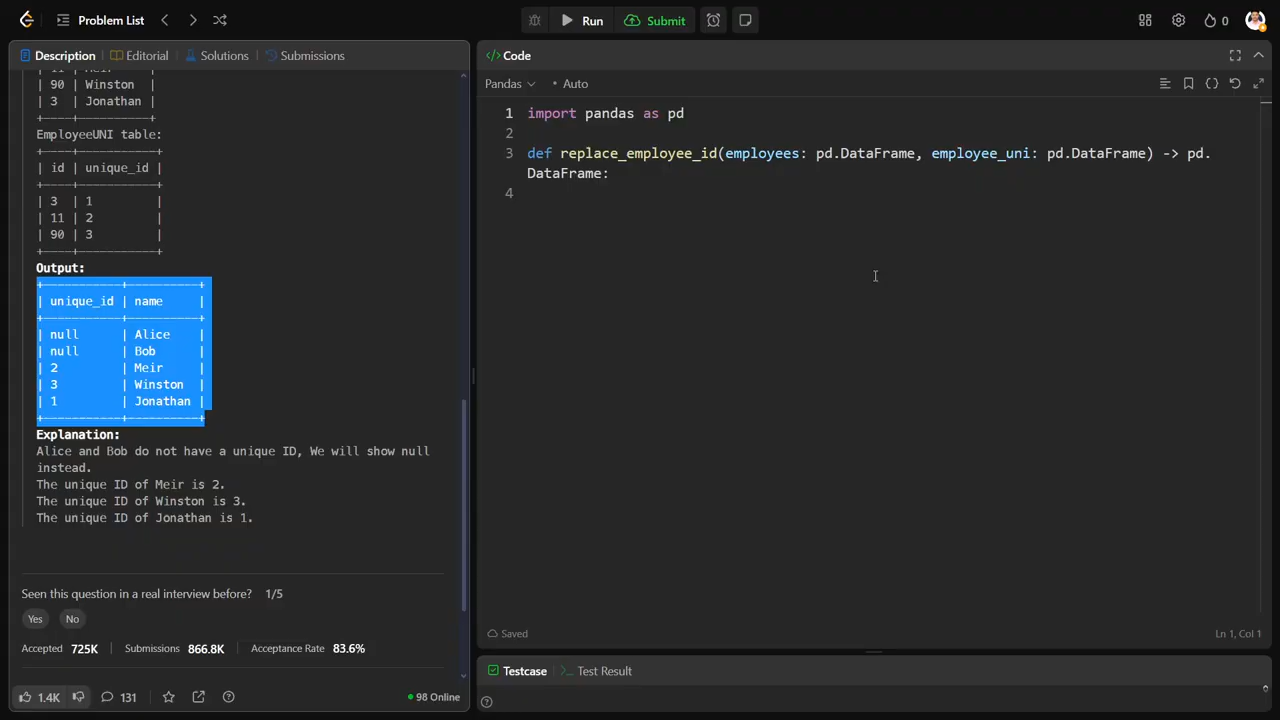 Problem List
Run
Submit
0
Description
Editorial
Solutions
Submissions
| 90 | Winston  |
| 3  | Jonathan |
+----+----------+
EmployeeUNI table:
+----+-----------+
| id | unique_id |
+----+-----------+
| 3  | 1         |
| 11 | 2         |
| 90 | 3         |
+----+-----------+
Output:
+-----------+----------+
| unique_id | name     |
+-----------+----------+
| null      | Alice    |
| null      | Bob      |
| 2         | Meir     |
| 3         | Winston  |
| 1         | Jonathan |
+-----------+----------+
Explanation:
Alice and Bob do not have a unique ID, We will show null
instead.
The unique ID of Meir is 2.
The unique ID of Winston is 3.
The unique ID of Jonathan is 1.
Seen this question in a real interview before? 1/5
Yes
No
Accepted 725K
Submissions 866.8K
Acceptance Rate 83.6%
1.4K
131
98 Online
</> Code
Pandas
• Auto
1 import pandas as pd
2
3 def replace_employee_id(employees: pd.DataFrame, employee_uni: pd.DataFrame) -> pd.
DataFrame:
4
Saved
Ln 1, Col 1
Testcase
>_ Test Result